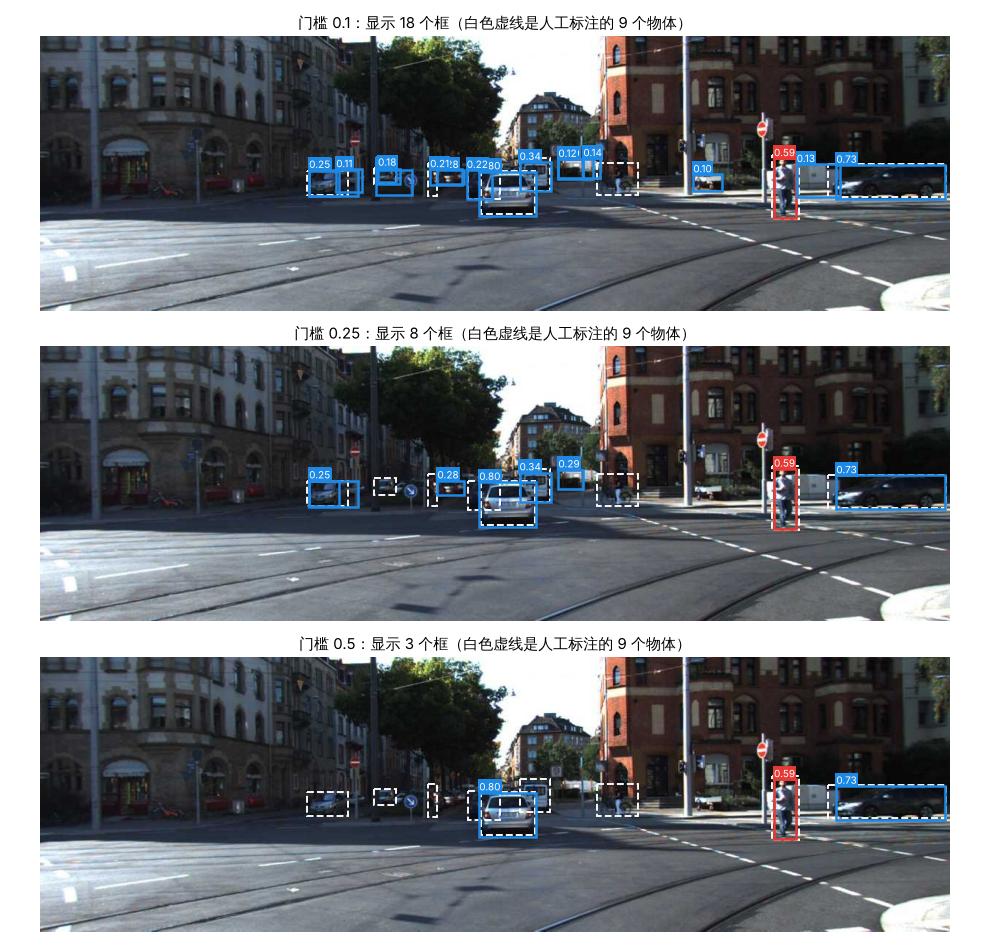 门槛 0.1：显示 18 个框（白色虚线是人工标注的 9 个物体）
0.25 0.11 0.18 0.21 0.22 80 0.34 0.12 0.14 0.10 0.59 0.13 0.73
门槛 0.25：显示 8 个框（白色虚线是人工标注的 9 个物体）
0.25 0.28 0.80 0.34 0.29 0.59 0.73
门槛 0.5：显示 3 个框（白色虚线是人工标注的 9 个物体）
0.80 0.59 0.73